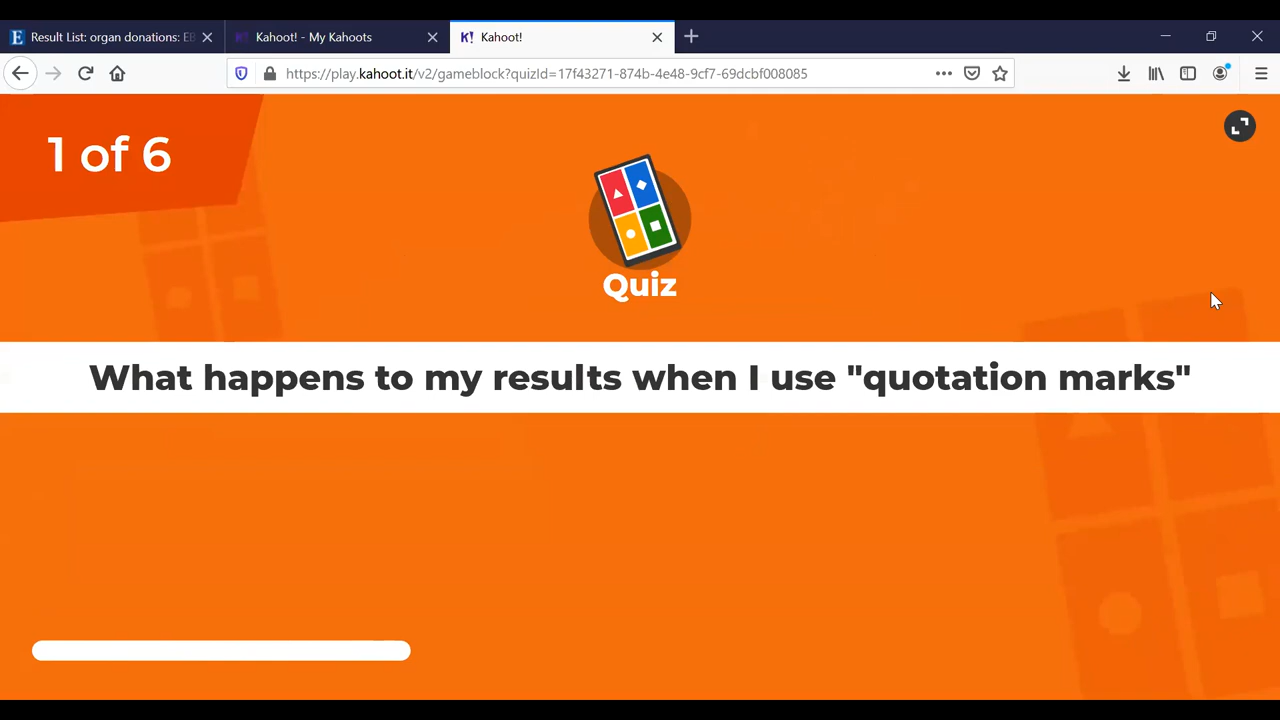 Result List: organ donations: EB
Kahoot! - My Kahoots
K! Kahoot!
https://play.kahoot.it/v2/gameblock?quizId=17f43271-874b-4e48-9cf7-69dcbf008085
1 of 6
Quiz
What happens to my results when I use "quotation marks"